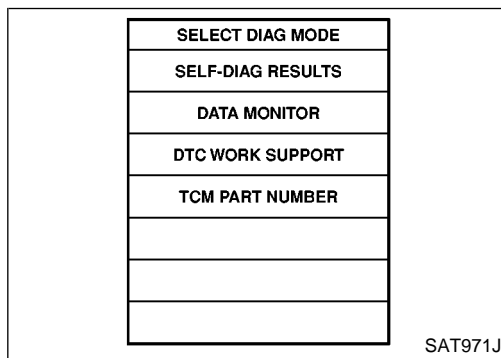 SELECT DIAG MODE
SELF-DIAG RESULTS
DATA MONITOR
DTC WORK SUPPORT
TCM PART NUMBER
SAT971J